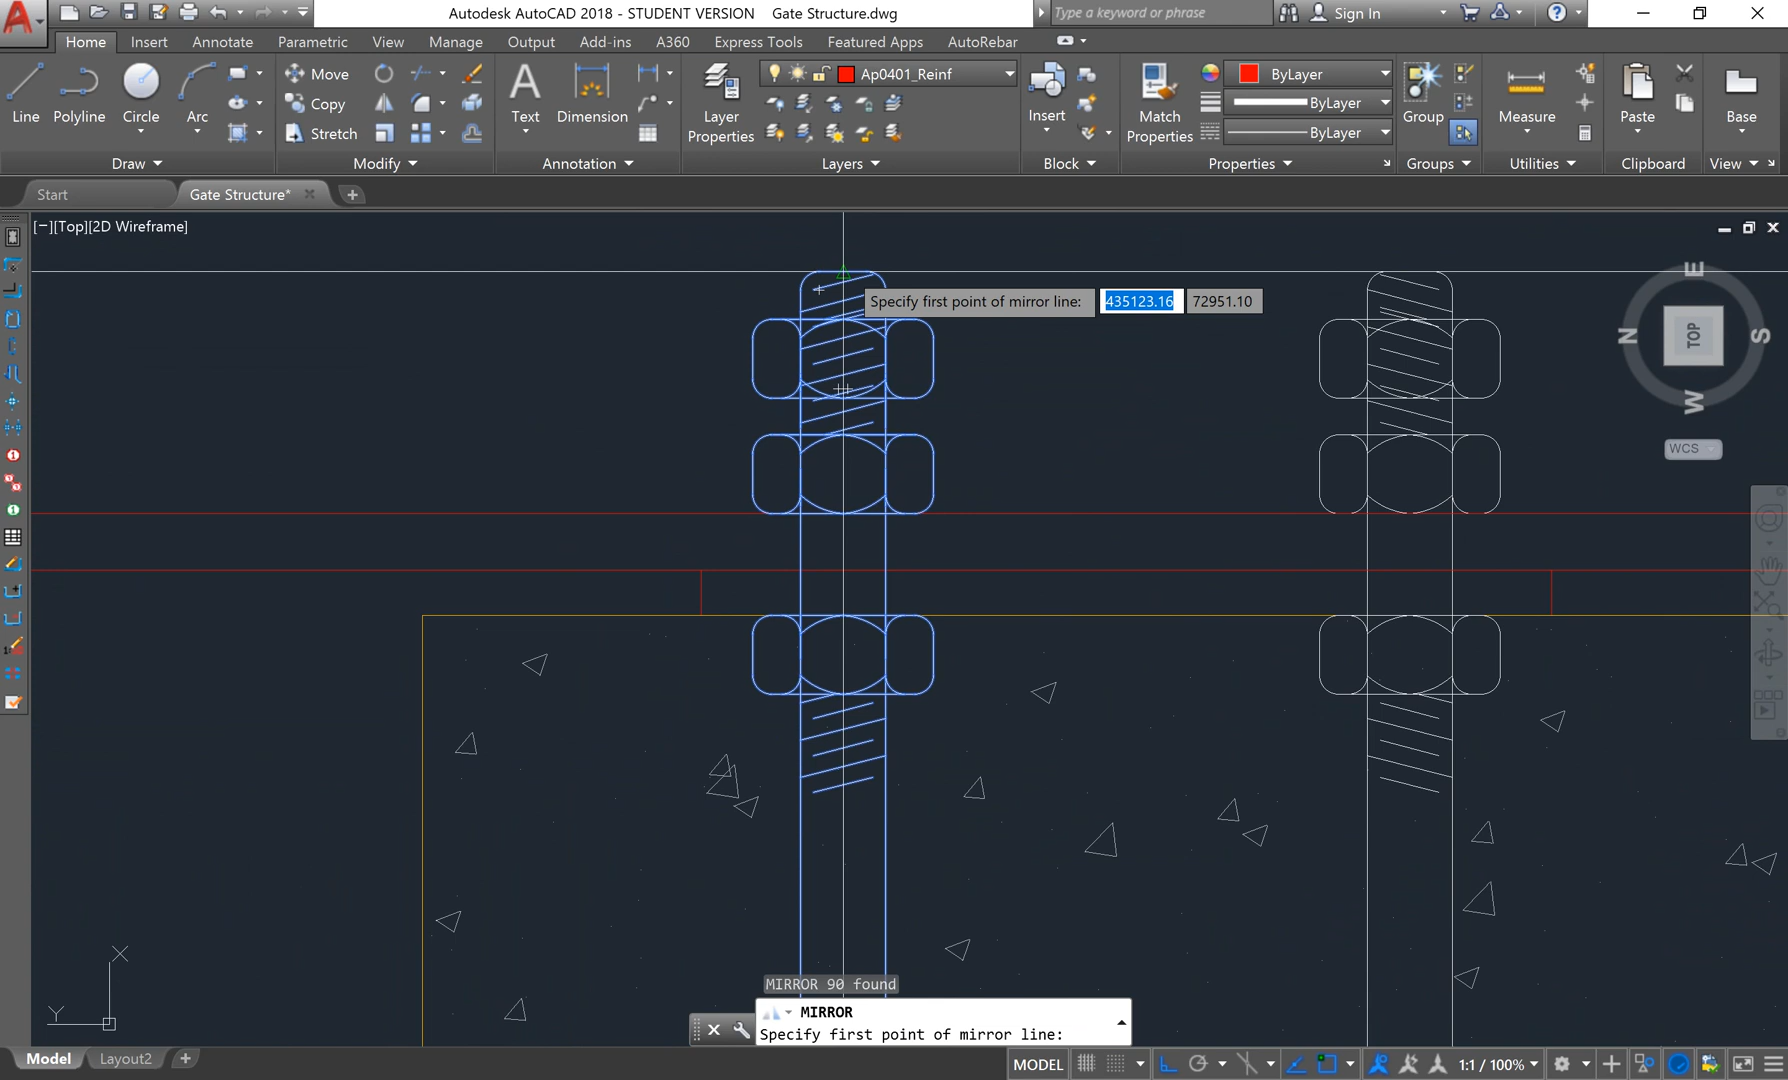 Autodesk AutoCAD 2018 - STUDENT VERSION Gate Structure.dwg
Type a keyword or phrase
Sign In
Home Insert Annotate Parametric View Manage Output Add-ins A360 Express Tools Featured Apps AutoRebar
Line
Polyline
Circle
Arc
Move
Copy
Stretch
Text
Dimension
Layer
Properties
Ap0401_Reinf
Insert
Match
Properties
ByLayer
ByLayer
ByLayer
Group
Measure
Paste
Base
Draw Modify Annotation Layers Block Properties Groups Utilities Clipboard View
Start
Gate Structure*
[−][Top][2D Wireframe]
Specify first point of mirror line: 435123.16 72951.10
E
N TOP S
W
WCS
X
Y
MIRROR 90 found
MIRROR
Specify first point of mirror line:
Model Layout2
MODEL 1:1 / 100%